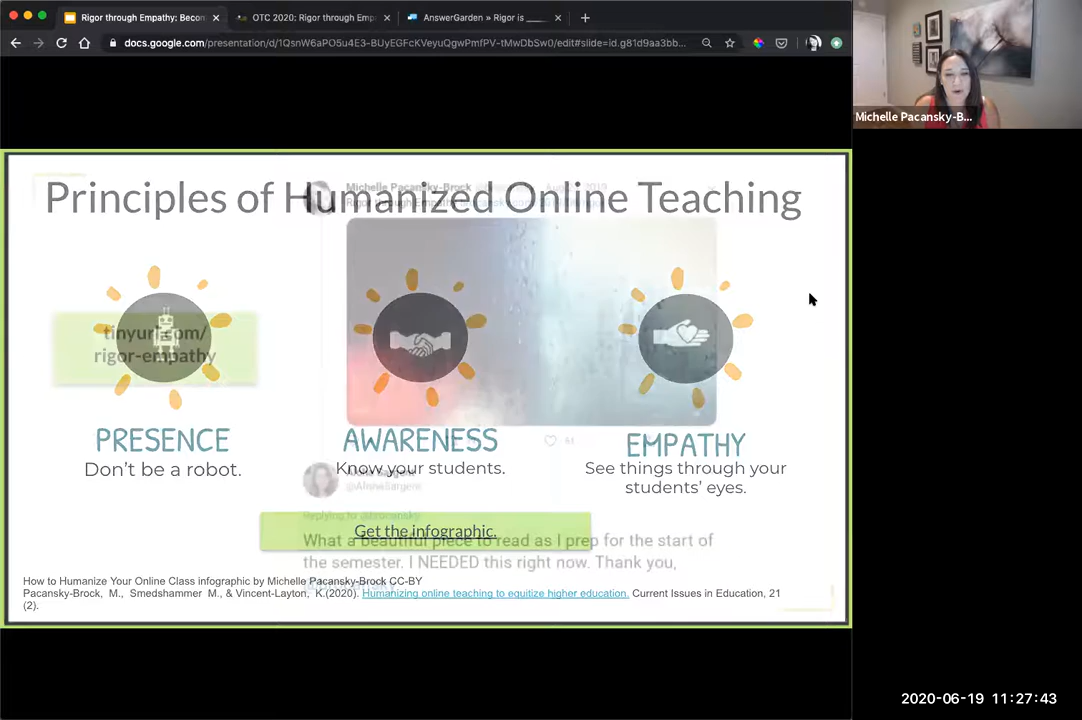 Rigor through Empathy: Becor
OTC 2020: Rigor through Emp
AnswerGarden » Rigor is ____
docs.google.com/presentation/d/1QsnW6aPO5u4E3-BUyEGFcKVeyuQgwPmfPV-tMwDbSw0/edit#slide=id.g81d9aa3bb...
Michelle Pacansky-B...
Principles of Humanized Online Teaching
Michelle Pacansky-Brock
tinyurl.com/
rigor-empathy
PRESENCE
AWARENESS
EMPATHY
Don't be a robot.
Know your students.
See things through your
students' eyes.
Get the infographic.
What a beautiful piece to read as I prep for the start of
the semester. I NEEDED this right now. Thank you,
How to Humanize Your Online Class infographic by Michelle Pacansky-Brock CC-BY
Pacansky-Brock, M., Smedshammer M., & Vincent-Layton, K.(2020). Humanizing online teaching to equitize higher education. Current Issues in Education, 21
(2).
2020-06-19 11:27:43